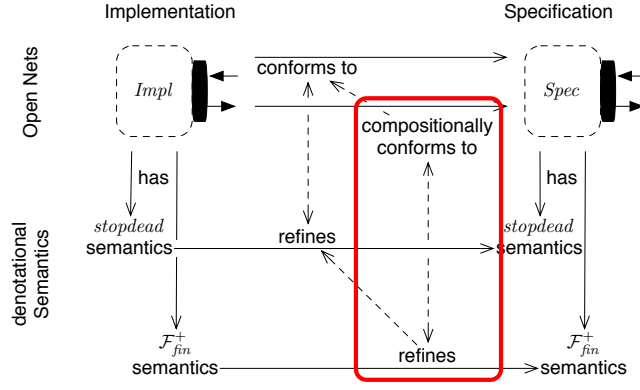 Implementation
Specification
Open Nets
Impl
conforms to
Spec
compositionally
conforms to
has
has
denotational
Semantics
stopdead
semantics
refines
stopdead
semantics
F+fin
semantics
refines
F+fin
semantics